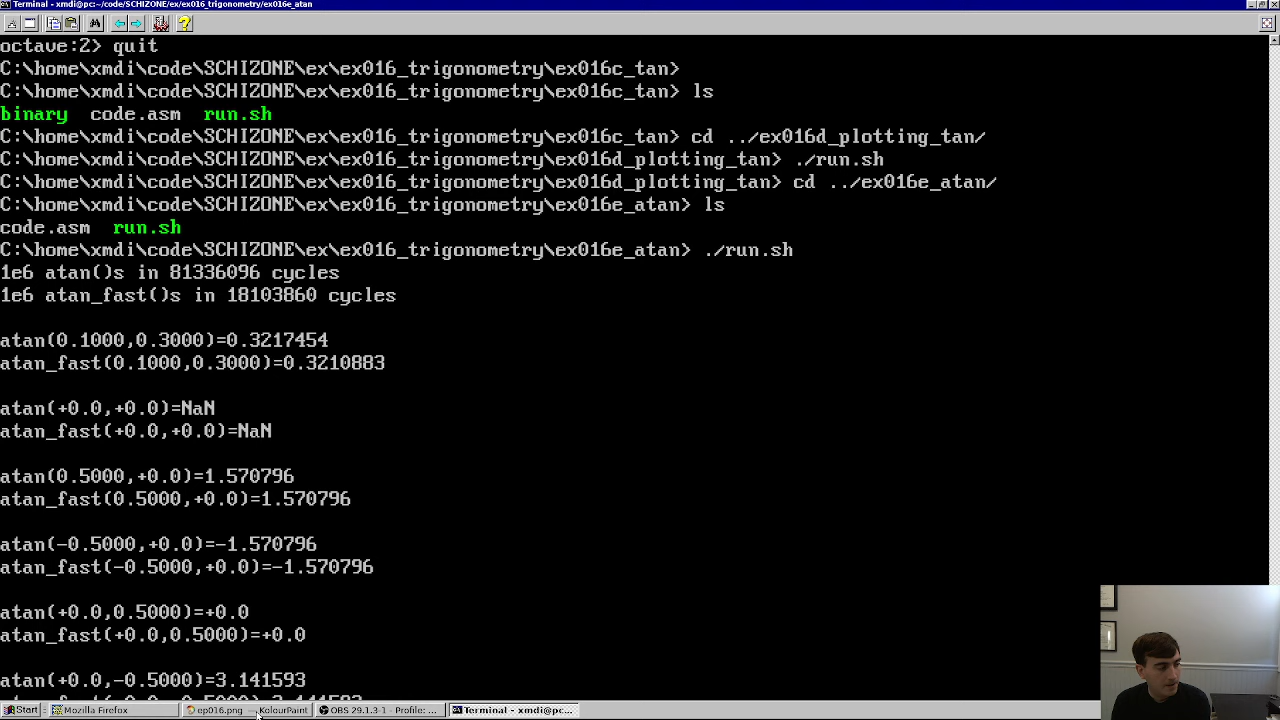 Terminal - xmdi@pc:~/code/SCHIZONE/ex/ex016_trigonometry/ex016e_atan
octave:2> quit
C:\home\xmdi\code\SCHIZONE\ex\ex016_trigonometry\ex016c_tan>
C:\home\xmdi\code\SCHIZONE\ex\ex016_trigonometry\ex016c_tan> ls
binary  code.asm  run.sh
C:\home\xmdi\code\SCHIZONE\ex\ex016_trigonometry\ex016c_tan> cd ../ex016d_plotting_tan/
C:\home\xmdi\code\SCHIZONE\ex\ex016_trigonometry\ex016d_plotting_tan> ./run.sh
C:\home\xmdi\code\SCHIZONE\ex\ex016_trigonometry\ex016d_plotting_tan> cd ../ex016e_atan/
C:\home\xmdi\code\SCHIZONE\ex\ex016_trigonometry\ex016e_atan> ls
code.asm  run.sh
C:\home\xmdi\code\SCHIZONE\ex\ex016_trigonometry\ex016e_atan> ./run.sh
1e6 atan()s in 81336096 cycles
1e6 atan_fast()s in 18103860 cycles
atan(0.1000,0.3000)=0.3217454
atan_fast(0.1000,0.3000)=0.3210883
atan(+0.0,+0.0)=NaN
atan_fast(+0.0,+0.0)=NaN
atan(0.5000,+0.0)=1.570796
atan_fast(0.5000,+0.0)=1.570796
atan(-0.5000,+0.0)=-1.570796
atan_fast(-0.5000,+0.0)=-1.570796
atan(+0.0,0.5000)=+0.0
atan_fast(+0.0,0.5000)=+0.0
atan(+0.0,-0.5000)=3.141593
atan_fast(+0.0,-0.5000)=3.141593
Start  Mozilla Firefox  ep016.png — KolourPaint  OBS 29.1.3-1 - Profile: ...  Terminal - xmdi@pc...